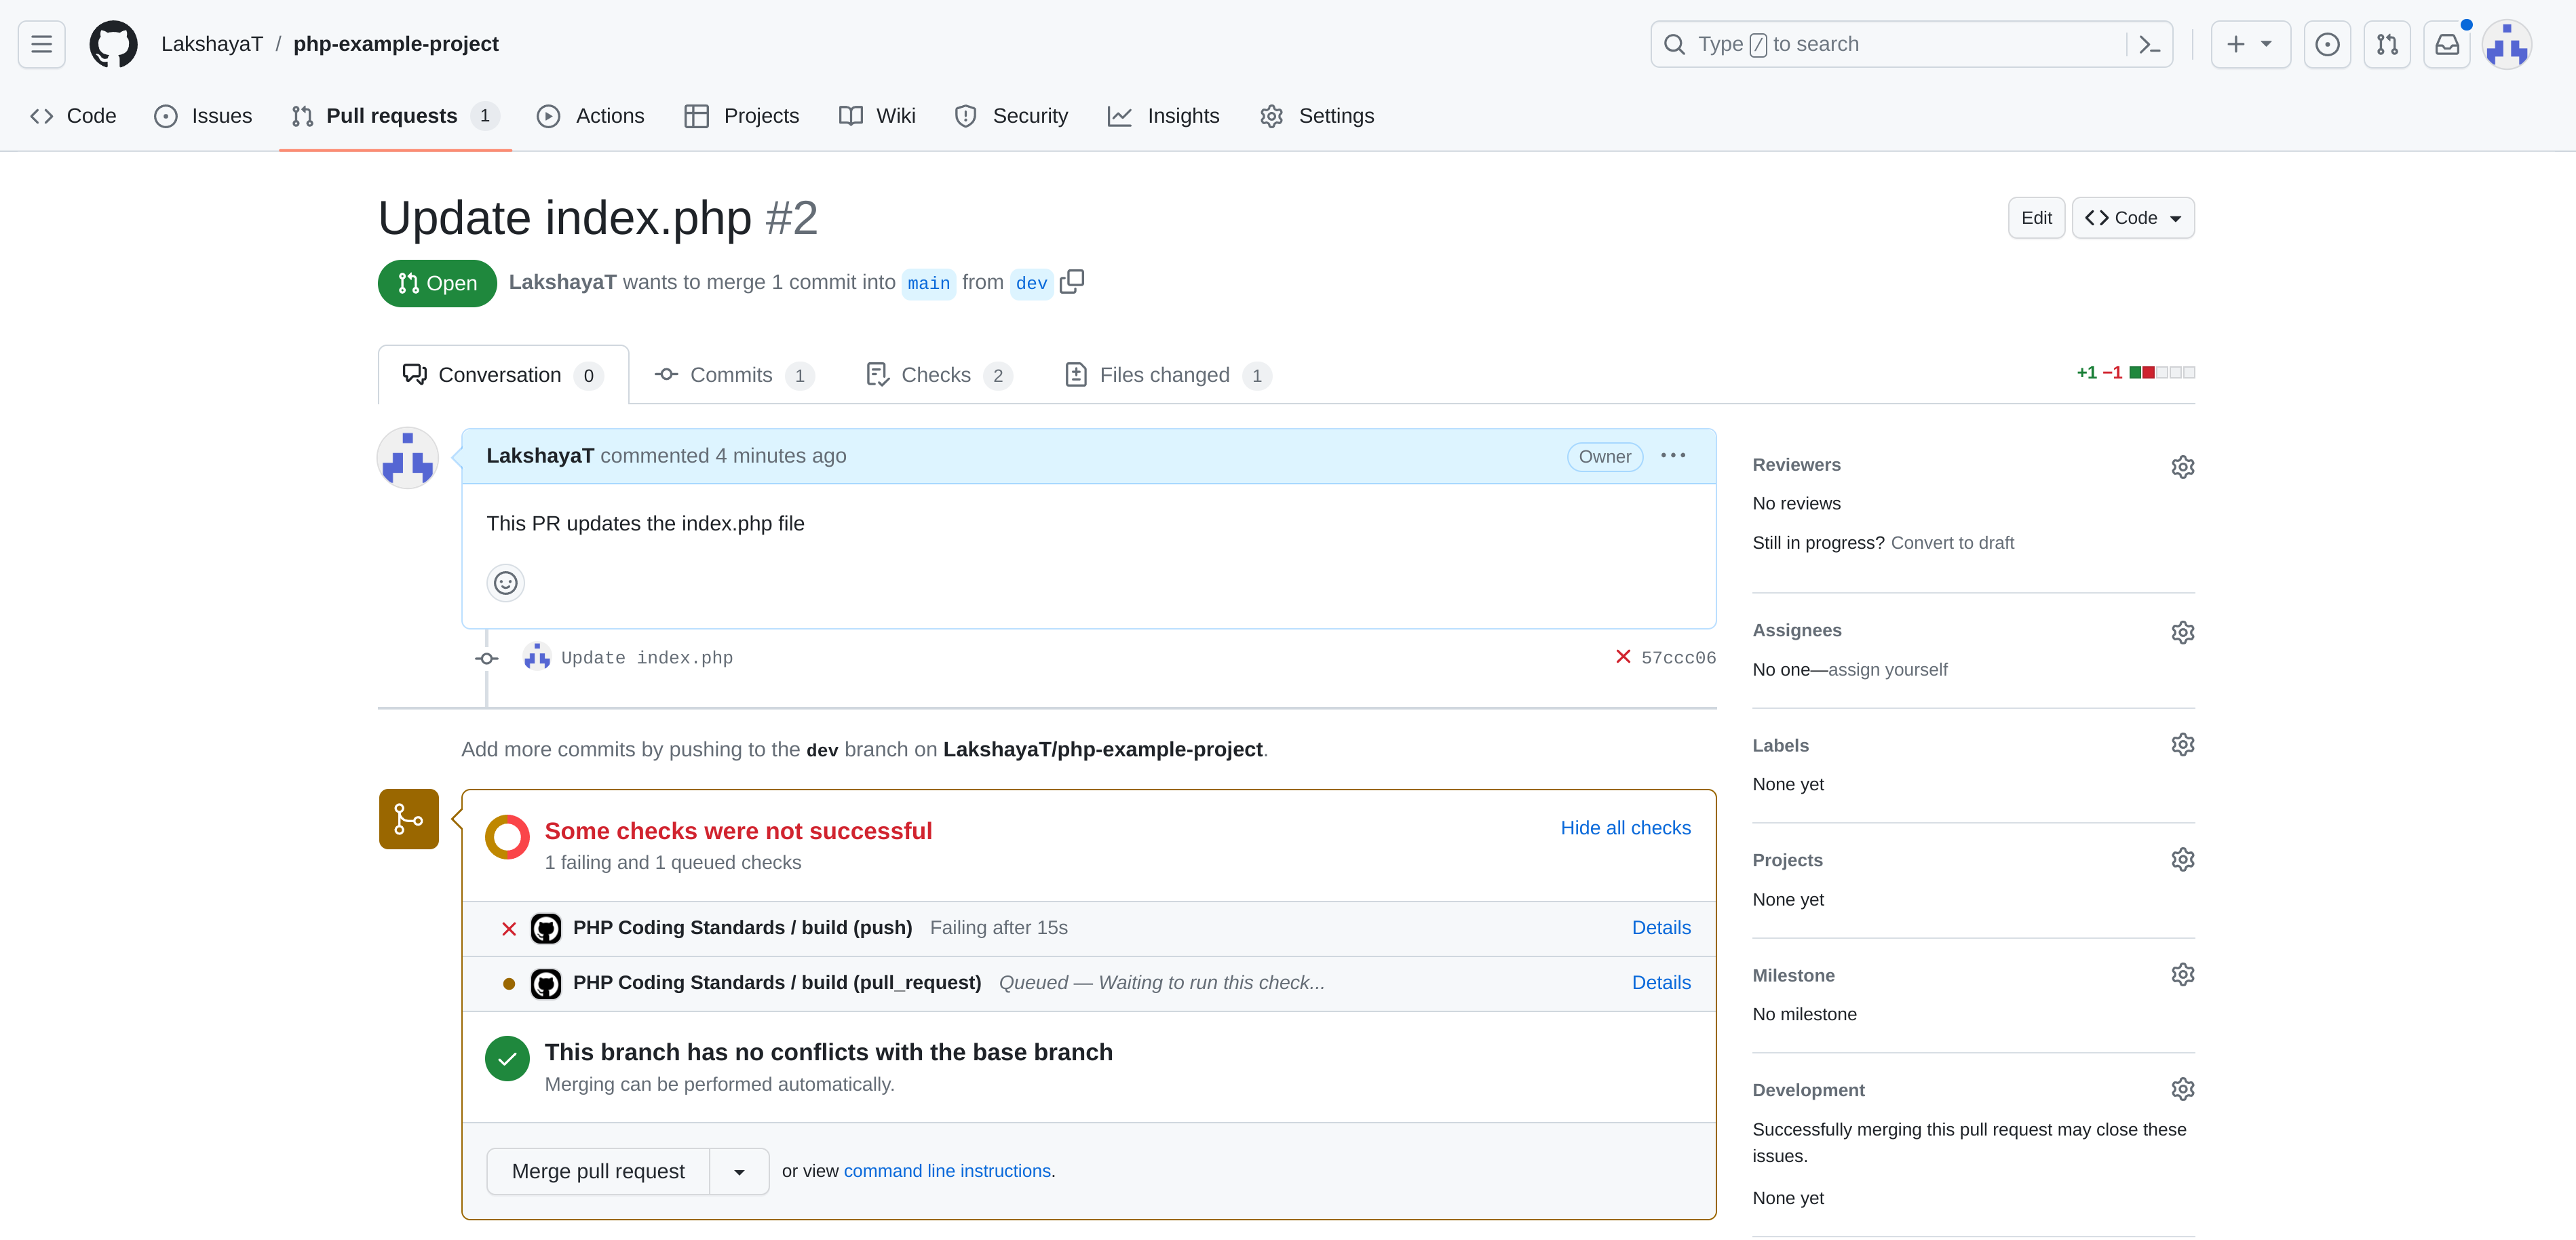 LakshayaT / php-example-project
Type / to search
Code Issues Pull requests 1 Actions Projects Wiki Security Insights Settings
Update index.php #2
Edit Code
Open LakshayaT wants to merge 1 commit into main from dev
Conversation 0 Commits 1 Checks 2 Files changed 1
+1 −1
LakshayaT commented 4 minutes ago
Owner
This PR updates the index.php file
Update index.php
57ccc06
Add more commits by pushing to the dev branch on LakshayaT/php-example-project.
Some checks were not successful
Hide all checks
1 failing and 1 queued checks
PHP Coding Standards / build (push) Failing after 15s
Details
PHP Coding Standards / build (pull_request) Queued — Waiting to run this check...
Details
This branch has no conflicts with the base branch
Merging can be performed automatically.
Merge pull request
or view command line instructions.
Reviewers
No reviews
Still in progress? Convert to draft
Assignees
No one—assign yourself
Labels
None yet
Projects
None yet
Milestone
No milestone
Development
Successfully merging this pull request may close these
issues.
None yet